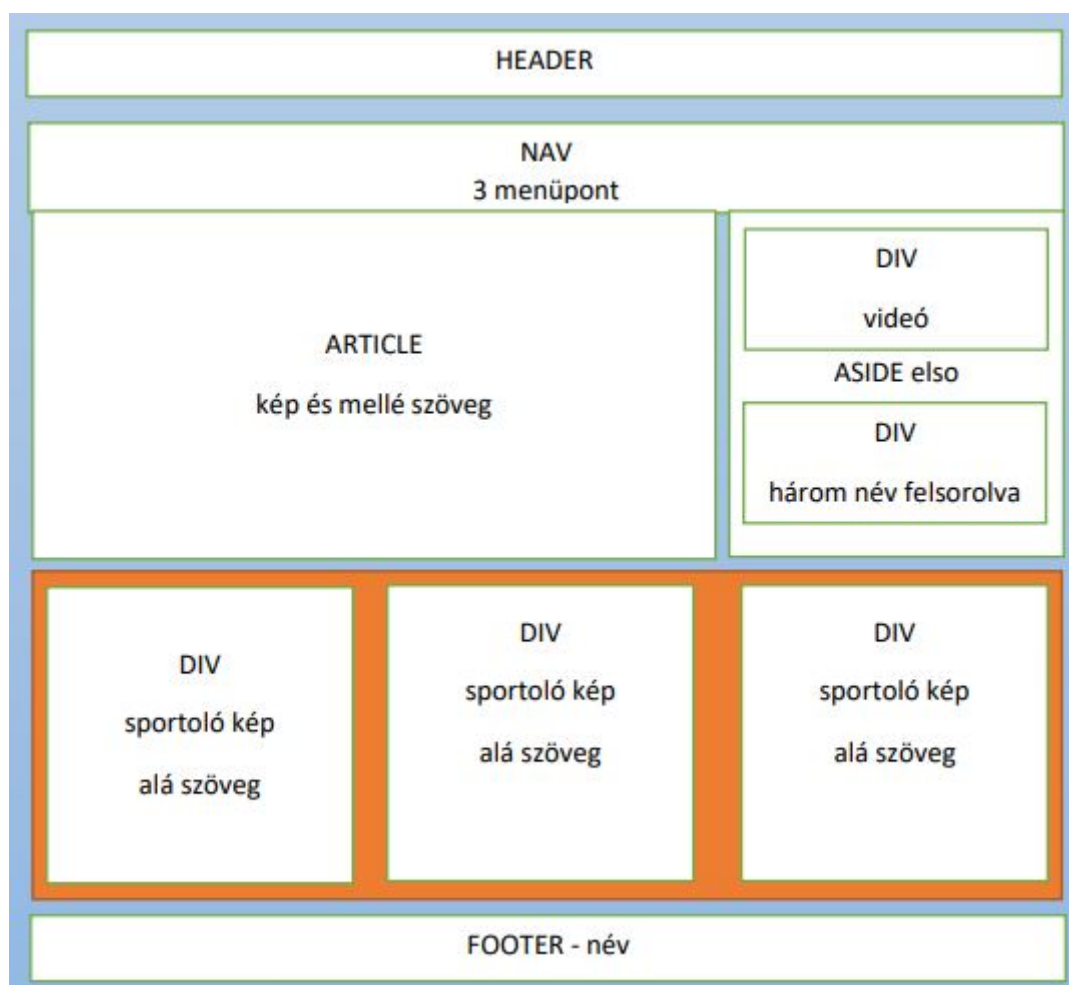 HEADER
NAV
3 menüpont
ARTICLE
kép és mellé szöveg
DIV
videó
ASIDE elso
DIV
három név felsorolva
DIV
sportoló kép
alá szöveg
DIV
sportoló kép
alá szöveg
DIV
sportoló kép
alá szöveg
FOOTER - név